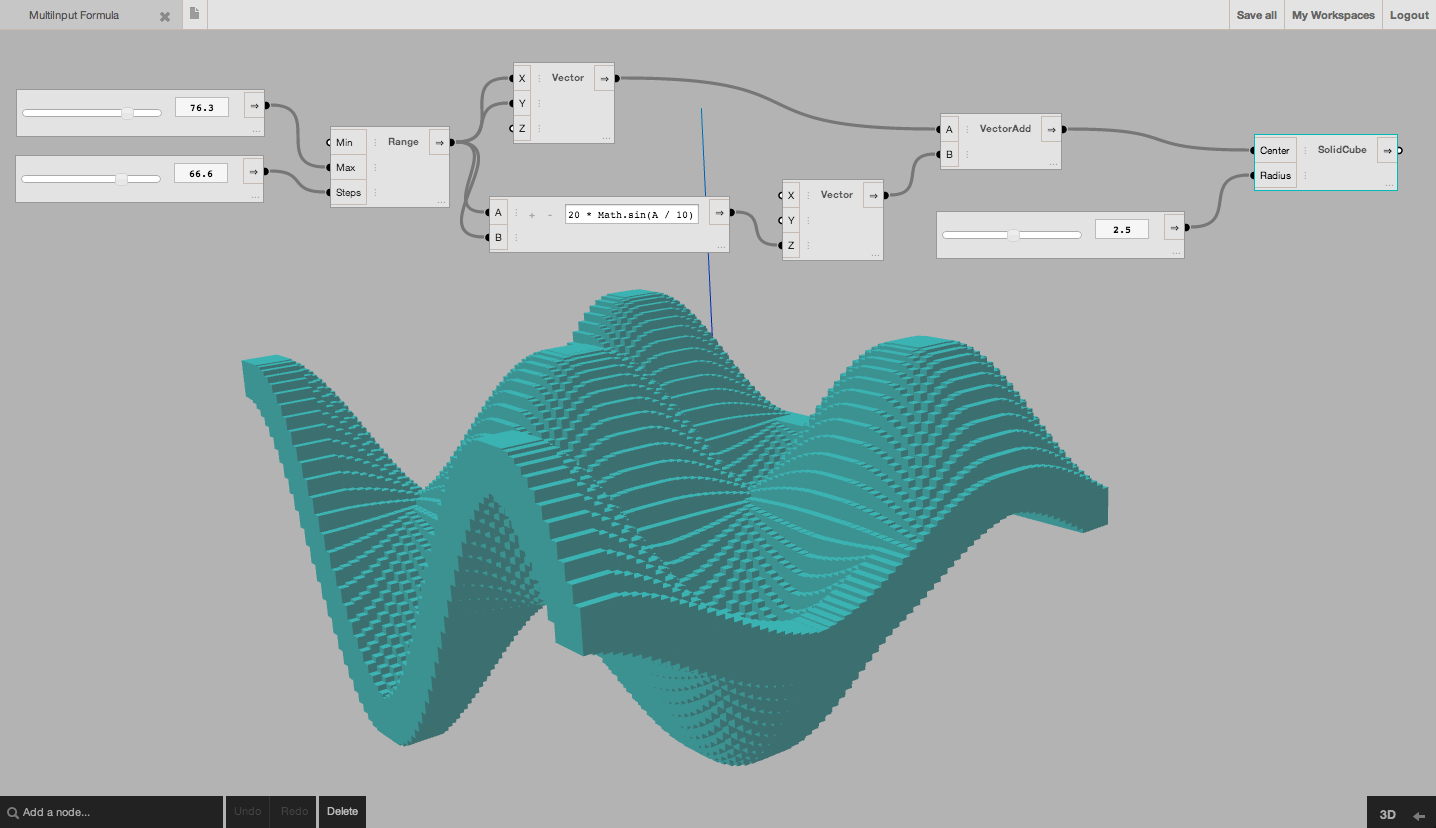 MultiInput Formula
Save all
My Workspaces
Logout
76.3
⇒
...
66.6
⇒
...
Min
Range
⇒
Max
Steps
...
X
Vector
⇒
Y
Z
...
A
+ -
20 * Math.sin(A / 10)
⇒
B
...
X
Vector
⇒
Y
Z
...
A
VectorAdd
⇒
B
...
2.5
⇒
...
Center
SolidCube
⇒
Radius
...
Add a node...
Undo
Redo
Delete
3D